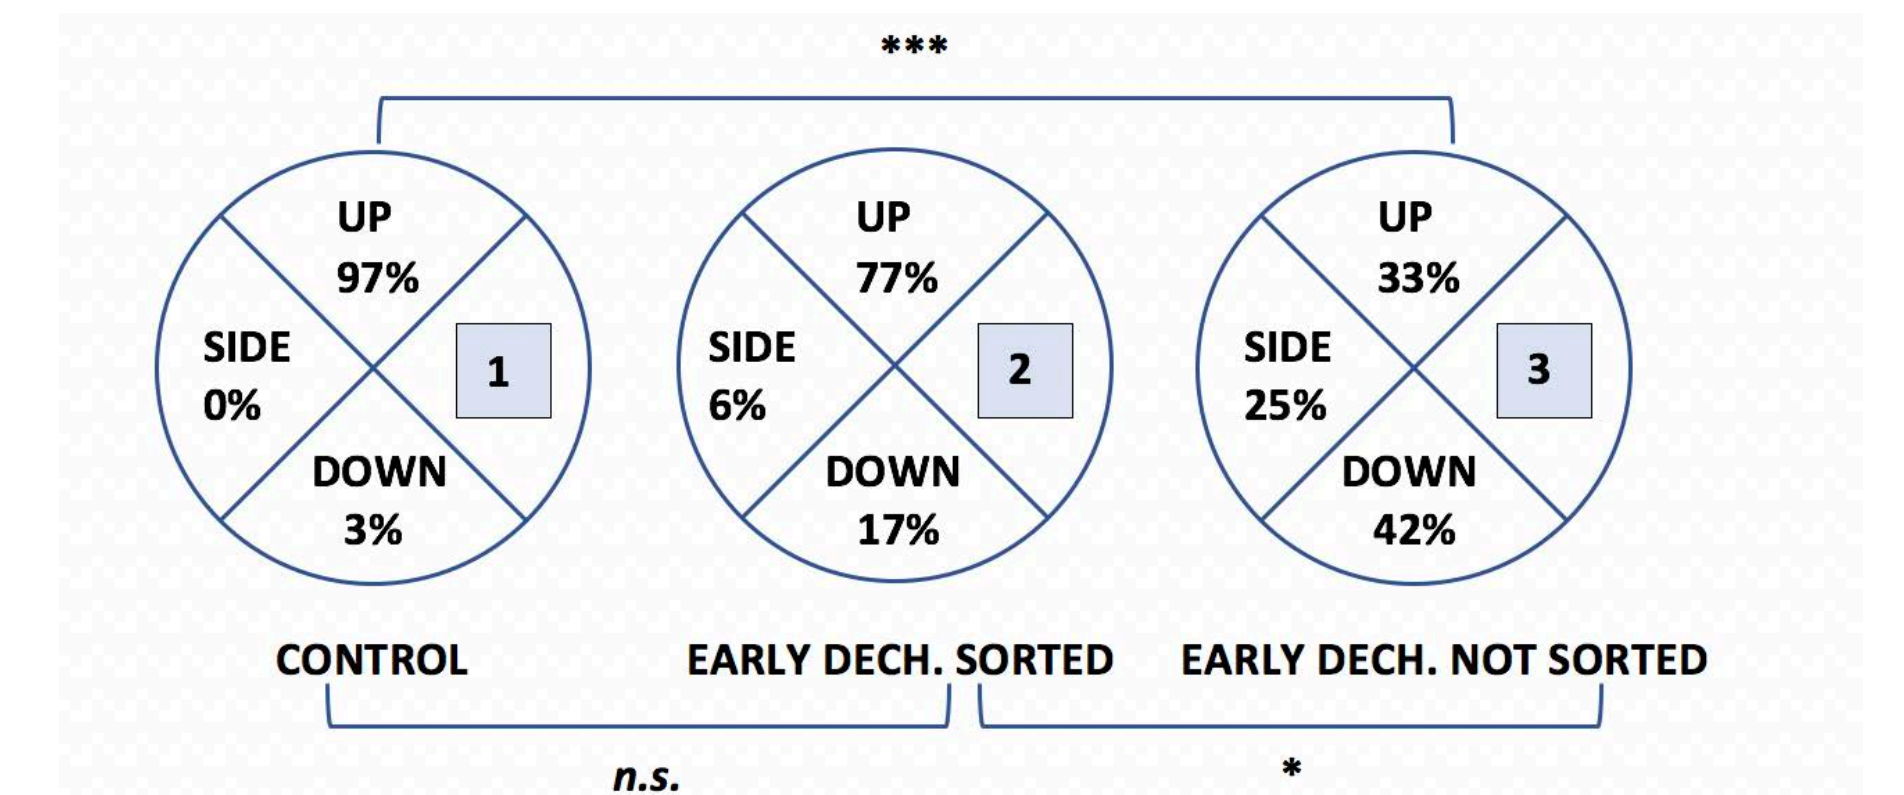 ***
UP
97%
SIDE
0%
1
DOWN
3%
UP
77%
SIDE
6%
2
DOWN
17%
UP
33%
SIDE
25%
3
DOWN
42%
CONTROL
EARLY DECH. SORTED
EARLY DECH. NOT SORTED
n.s.
*